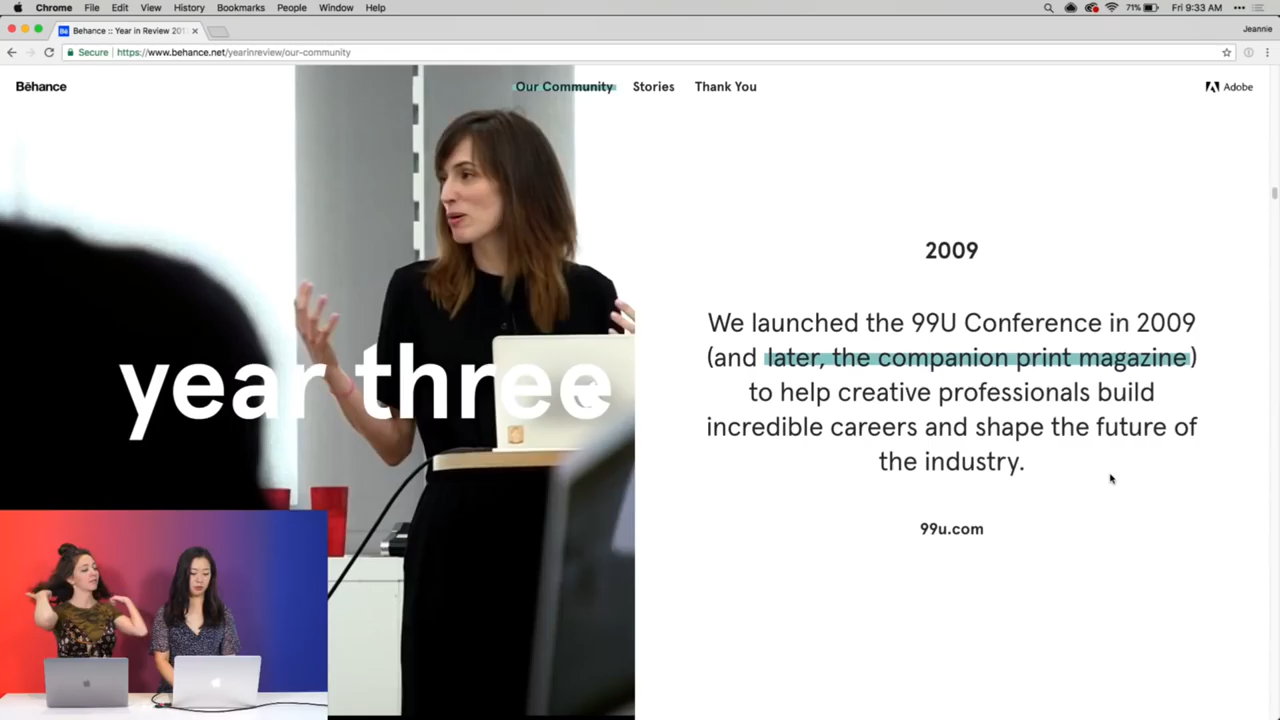 Chrome File Edit View History Bookmarks People Window Help 71% Fri 9:33 AM
Behance :: Year in Review 201 Jeannie
Secure https://www.behance.net/yearinreview/our-community
Bēhance Our Community Stories Thank You Adobe
2009
We launched the 99U Conference in 2009
(and later, the companion print magazine)
to help creative professionals build
incredible careers and shape the future of
the industry.
99u.com
year three